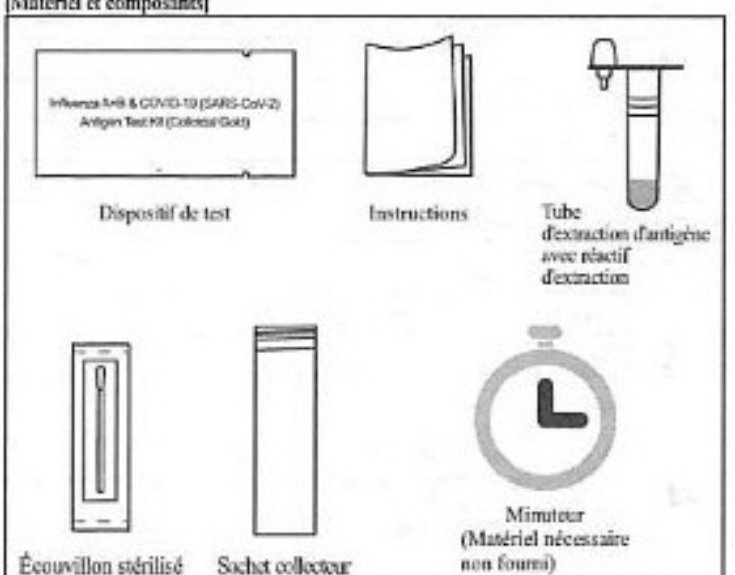 [Matériel et composants]
Influenza A+B & COVID-19 (SARS-CoV-2)
Antigen Test Kit (Colloidal Gold)
Dispositif de test
Instructions
Tube
d'extraction d'antigène
avec réactif
d'extraction
Écouvillon stérilisé
Sachet collecteur
Minuteur
(Matériel nécessaire
non fourni)